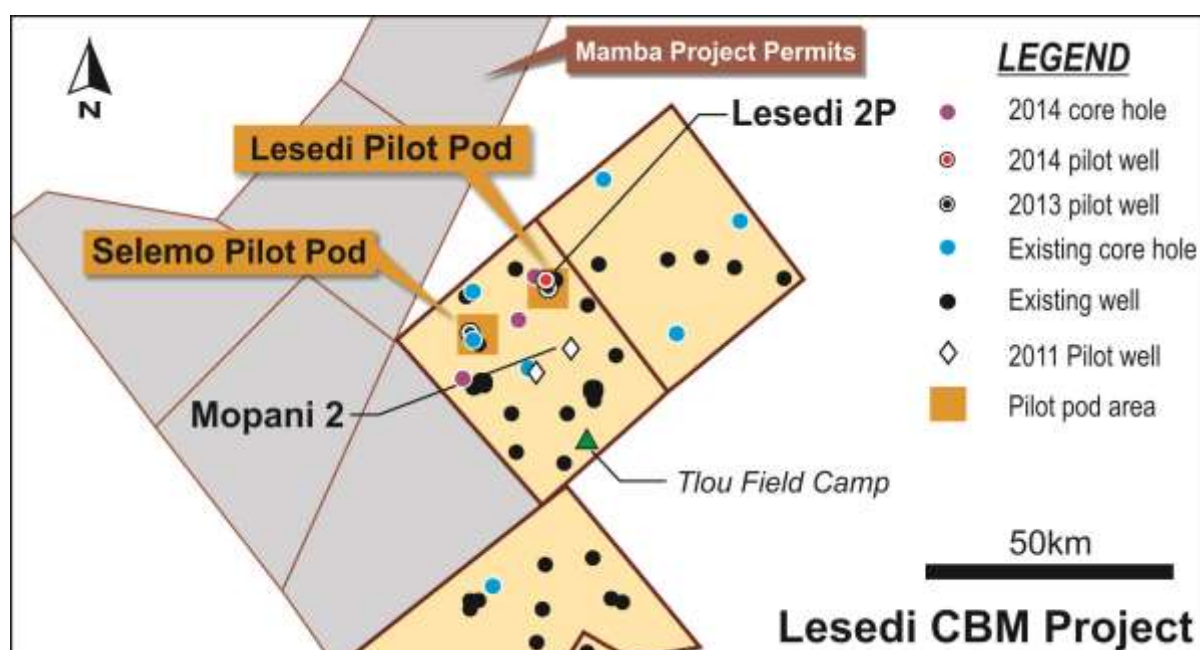 N
Mamba Project Permits
Lesedi 2P
Lesedi Pilot Pod
Selemo Pilot Pod
Mopani 2
Tlou Field Camp
LEGEND
2014 core hole
2014 pilot well
2013 pilot well
Existing core hole
Existing well
2011 Pilot well
Pilot pod area
50km
Lesedi CBM Project